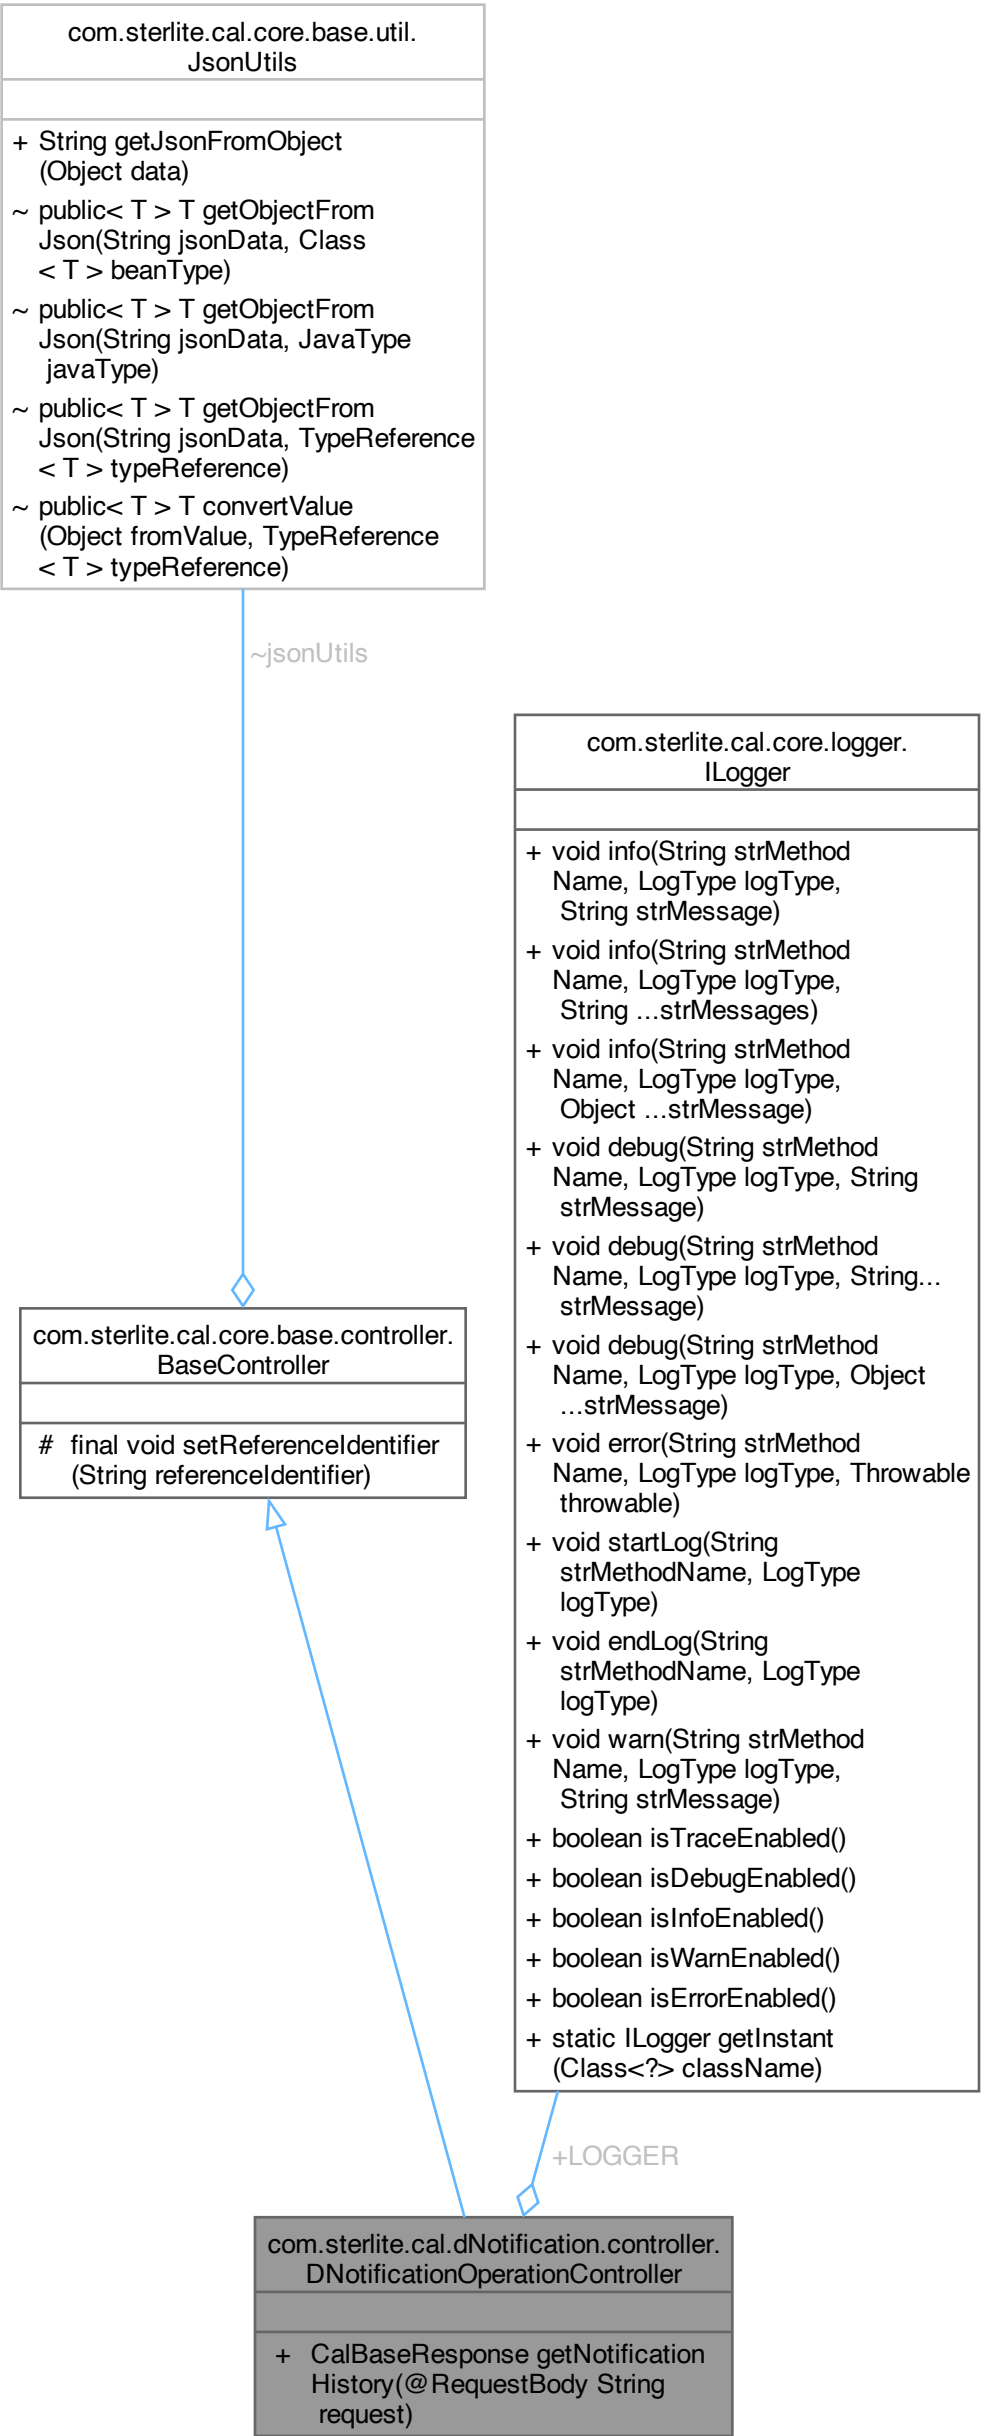 com.sterlite.cal.core.base.util.
JsonUtils
+ String getJsonFromObject
(Object data)
~ public< T > T getObjectFrom
Json(String jsonData, Class
< T > beanType)
~ public< T > T getObjectFrom
Json(String jsonData, JavaType
javaType)
~ public< T > T getObjectFrom
Json(String jsonData, TypeReference
< T > typeReference)
~ public< T > T convertValue
(Object fromValue, TypeReference
< T > typeReference)
~jsonUtils
com.sterlite.cal.core.logger.
ILogger
+ void info(String strMethod
Name, LogType logType,
String strMessage)
+ void info(String strMethod
Name, LogType logType,
String ...strMessages)
+ void info(String strMethod
Name, LogType logType,
Object ...strMessage)
+ void debug(String strMethod
Name, LogType logType, String
strMessage)
+ void debug(String strMethod
Name, LogType logType, String...
strMessage)
+ void debug(String strMethod
Name, LogType logType, Object
...strMessage)
+ void error(String strMethod
Name, LogType logType, Throwable
throwable)
+ void startLog(String
strMethodName, LogType
logType)
+ void endLog(String
strMethodName, LogType
logType)
+ void warn(String strMethod
Name, LogType logType,
String strMessage)
+ boolean isTraceEnabled()
+ boolean isDebugEnabled()
+ boolean isInfoEnabled()
+ boolean isWarnEnabled()
+ boolean isErrorEnabled()
+ static ILogger getInstant
(Class<?> className)
com.sterlite.cal.core.base.controller.
BaseController
# final void setReferenceIdentifier
(String referenceIdentifier)
+LOGGER
com.sterlite.cal.dNotification.controller.
DNotificationOperationController
+ CalBaseResponse getNotification
History(@RequestBody String
request)